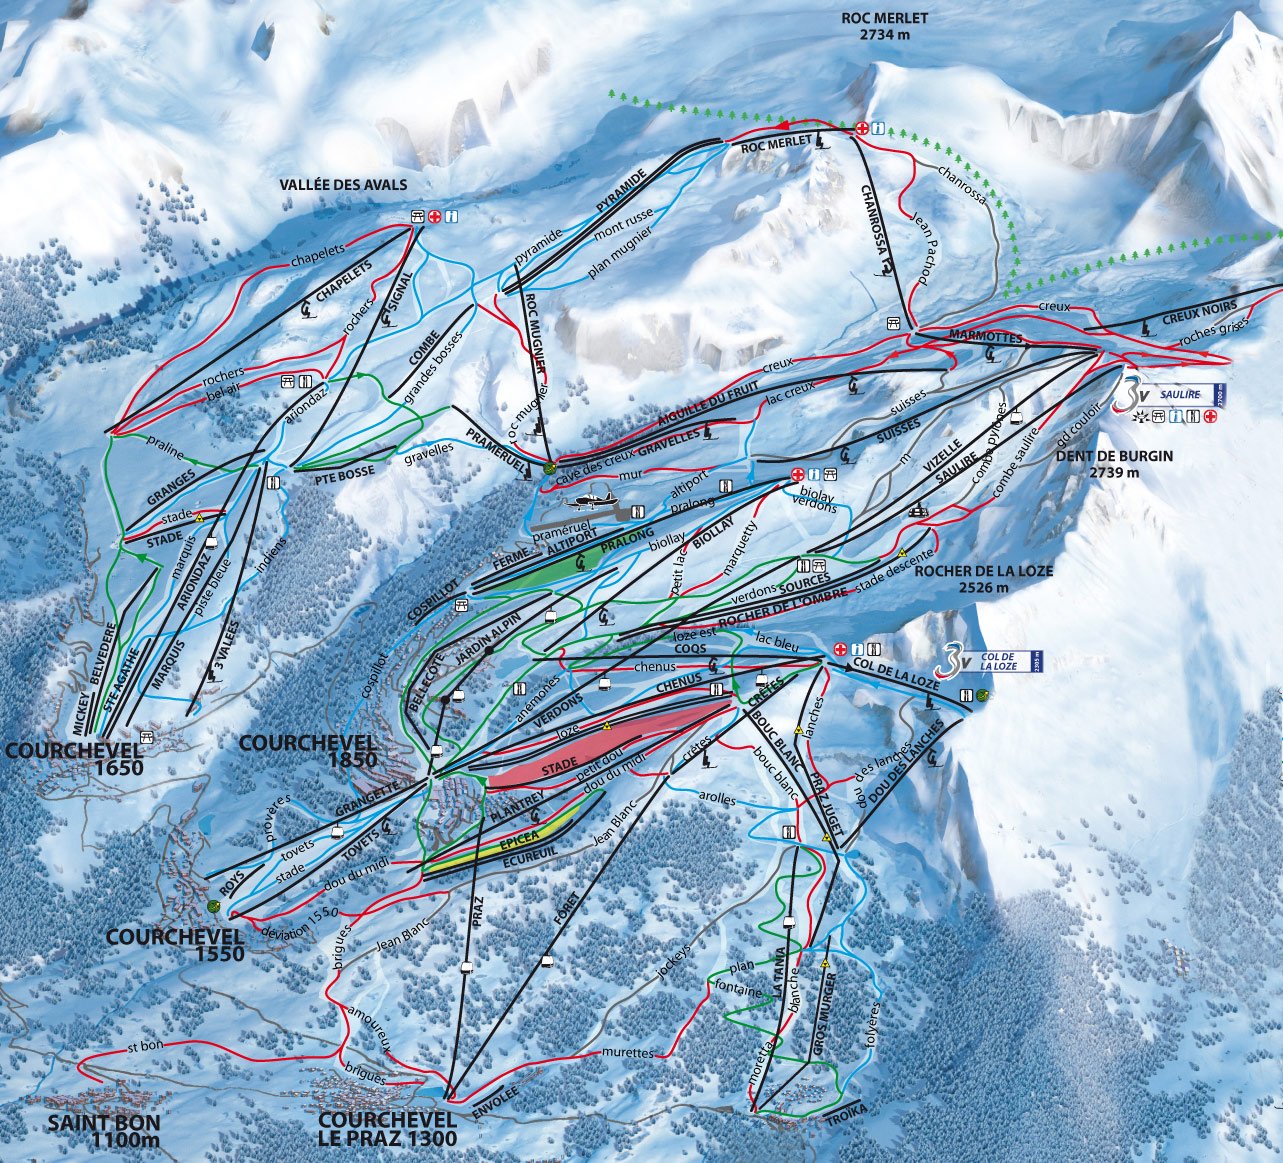 ROC MERLET
2734 m
ROC MERLET
chanrossa
VALLÉE DES AVALS
PYRAMIDE
CHANROSSA
mont russe
pyramide
plan mugnier
Jean Pachod
chapelets
CHAPELETS
SIGNAL
rochers
ROC MUGNIER
creux
CREUX NOIRS
roches grises
MARMOTTES
COMBE
grandes bosses
rochers
bel air
ariondaz
creux
AIGUILLE DU FRUIT
lac creux
suisses
3V SAULIRE
2700 m
roc mugnier
GRAVELLES
SUISSES
gd couloir
praline
PRAMERUEL
gravelles
PTE BOSSE
cave des creux
mur
VIZELLE
SAULIRE
combe pylones
combe saulire
DENT DE BURGIN
2739 m
m
GRANGES
altiport
pralong
biolay
verdons
stade
STADE
praméruel
ALTIPORT
PRALONG
FERME
biollay
BIOLLAY
marquis
ARIONDAZ
piste bleue
indiens
petit lac
marquetty
ROCHER DE LA LOZE
2526 m
COSPILLOT
verdons
SOURCES
stade descente
ROCHER DE L'OMBRE
BELVEDERE
STE AGATHE
MARQUIS
3 VALEES
MICKEY
JARDIN ALPIN
BELLECOTE
cospillot
loze est
COQS
lac bleu
COL DE LA LOZE
3V COL DE
LA LOZE
2305 m
chenus
CHENUS
CRÊTES
anémones
VERDONS
loze
COURCHEVEL
1650
COURCHEVEL
1850
STADE
petit dou
dou du midi
crêtes
BOUC BLANC
bouc blanc
lanches
PRAZ JUGET
dou des lanches
DOU DES LANCHES
GRANGETTE
provères
tovets
TOVETS
stade
ROYS
PLANTREY
EPICEA
ECUREUIL
Jean Blanc
arolles
dou du midi
déviation 1550
COURCHEVEL
1550
Jean Blanc
brigues
PRAZ
FORET
jockeys
plan
fontaine
LA TANIA
blanche
GROS MURGER
folyères
moretta
amoureux
st bon
brigues
murettes
ENVOLEE
TROIKA
SAINT BON
1100m
COURCHEVEL
LE PRAZ 1300